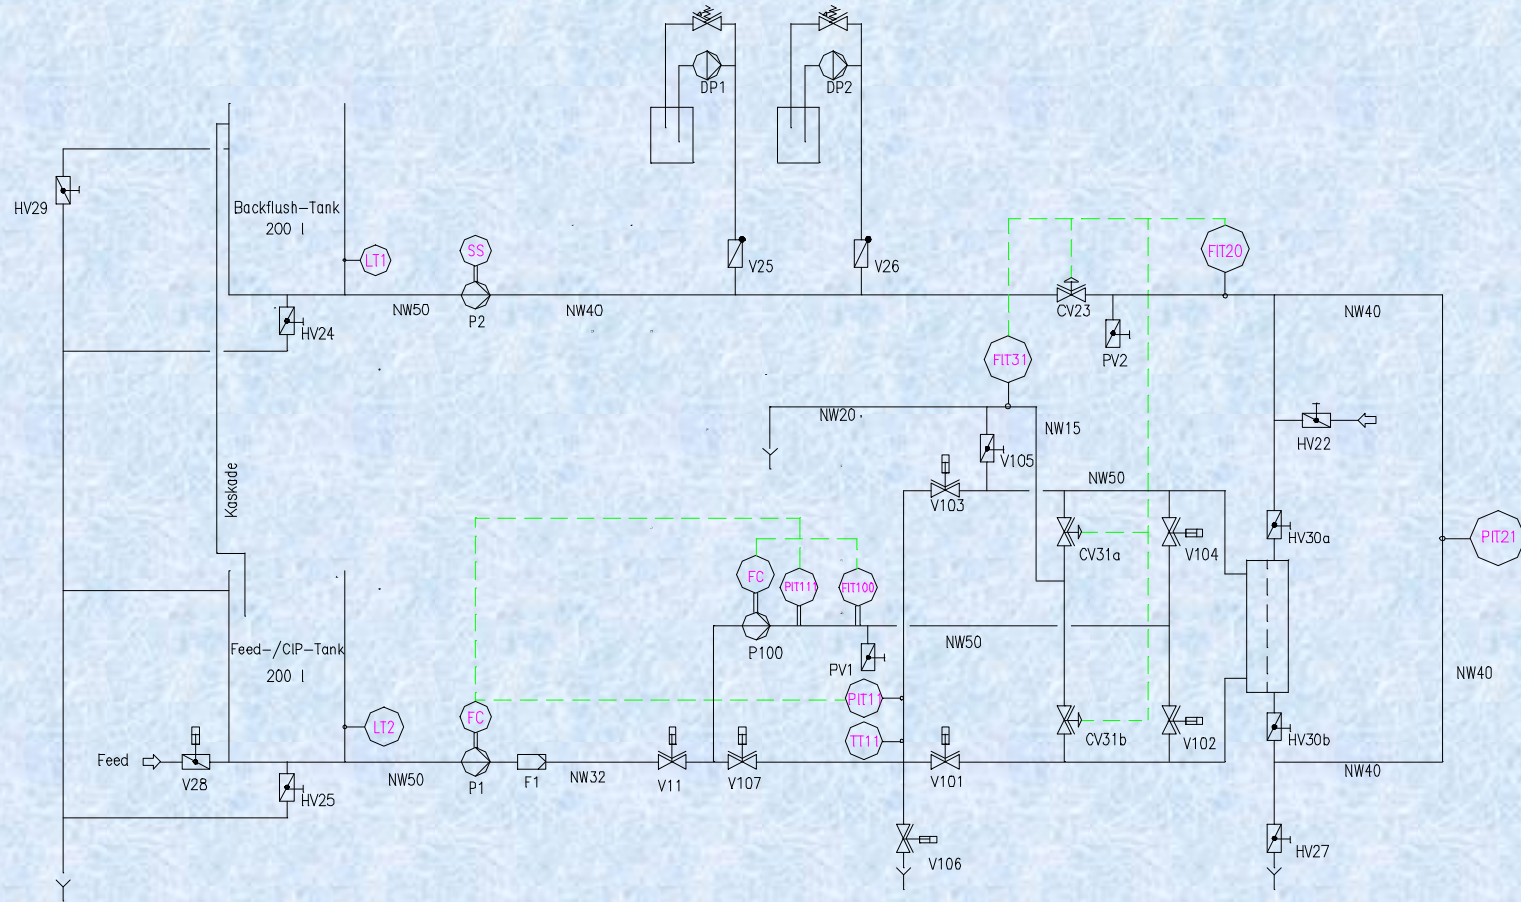 DP1
DP2
HV29
Backflush-Tank
200 l
LT1
SS
V25
V26
FIT20
NW50
P2
NW40
CV23
NW40
HV24
PV2
FIT31
NW20
NW15
HV22
V105
Kaskade
NW50
V103
CV31a
V104
HV30a
PIT21
FC
PIT111
FIT100
P100
NW50
PV1
Feed-/CIP-Tank
200 l
NW40
PIT11
LT2
FC
TT11
CV31b
V102
HV30b
Feed
V28
HV25
NW50
P1
F1
NW32
V11
V107
V101
NW40
V106
HV27